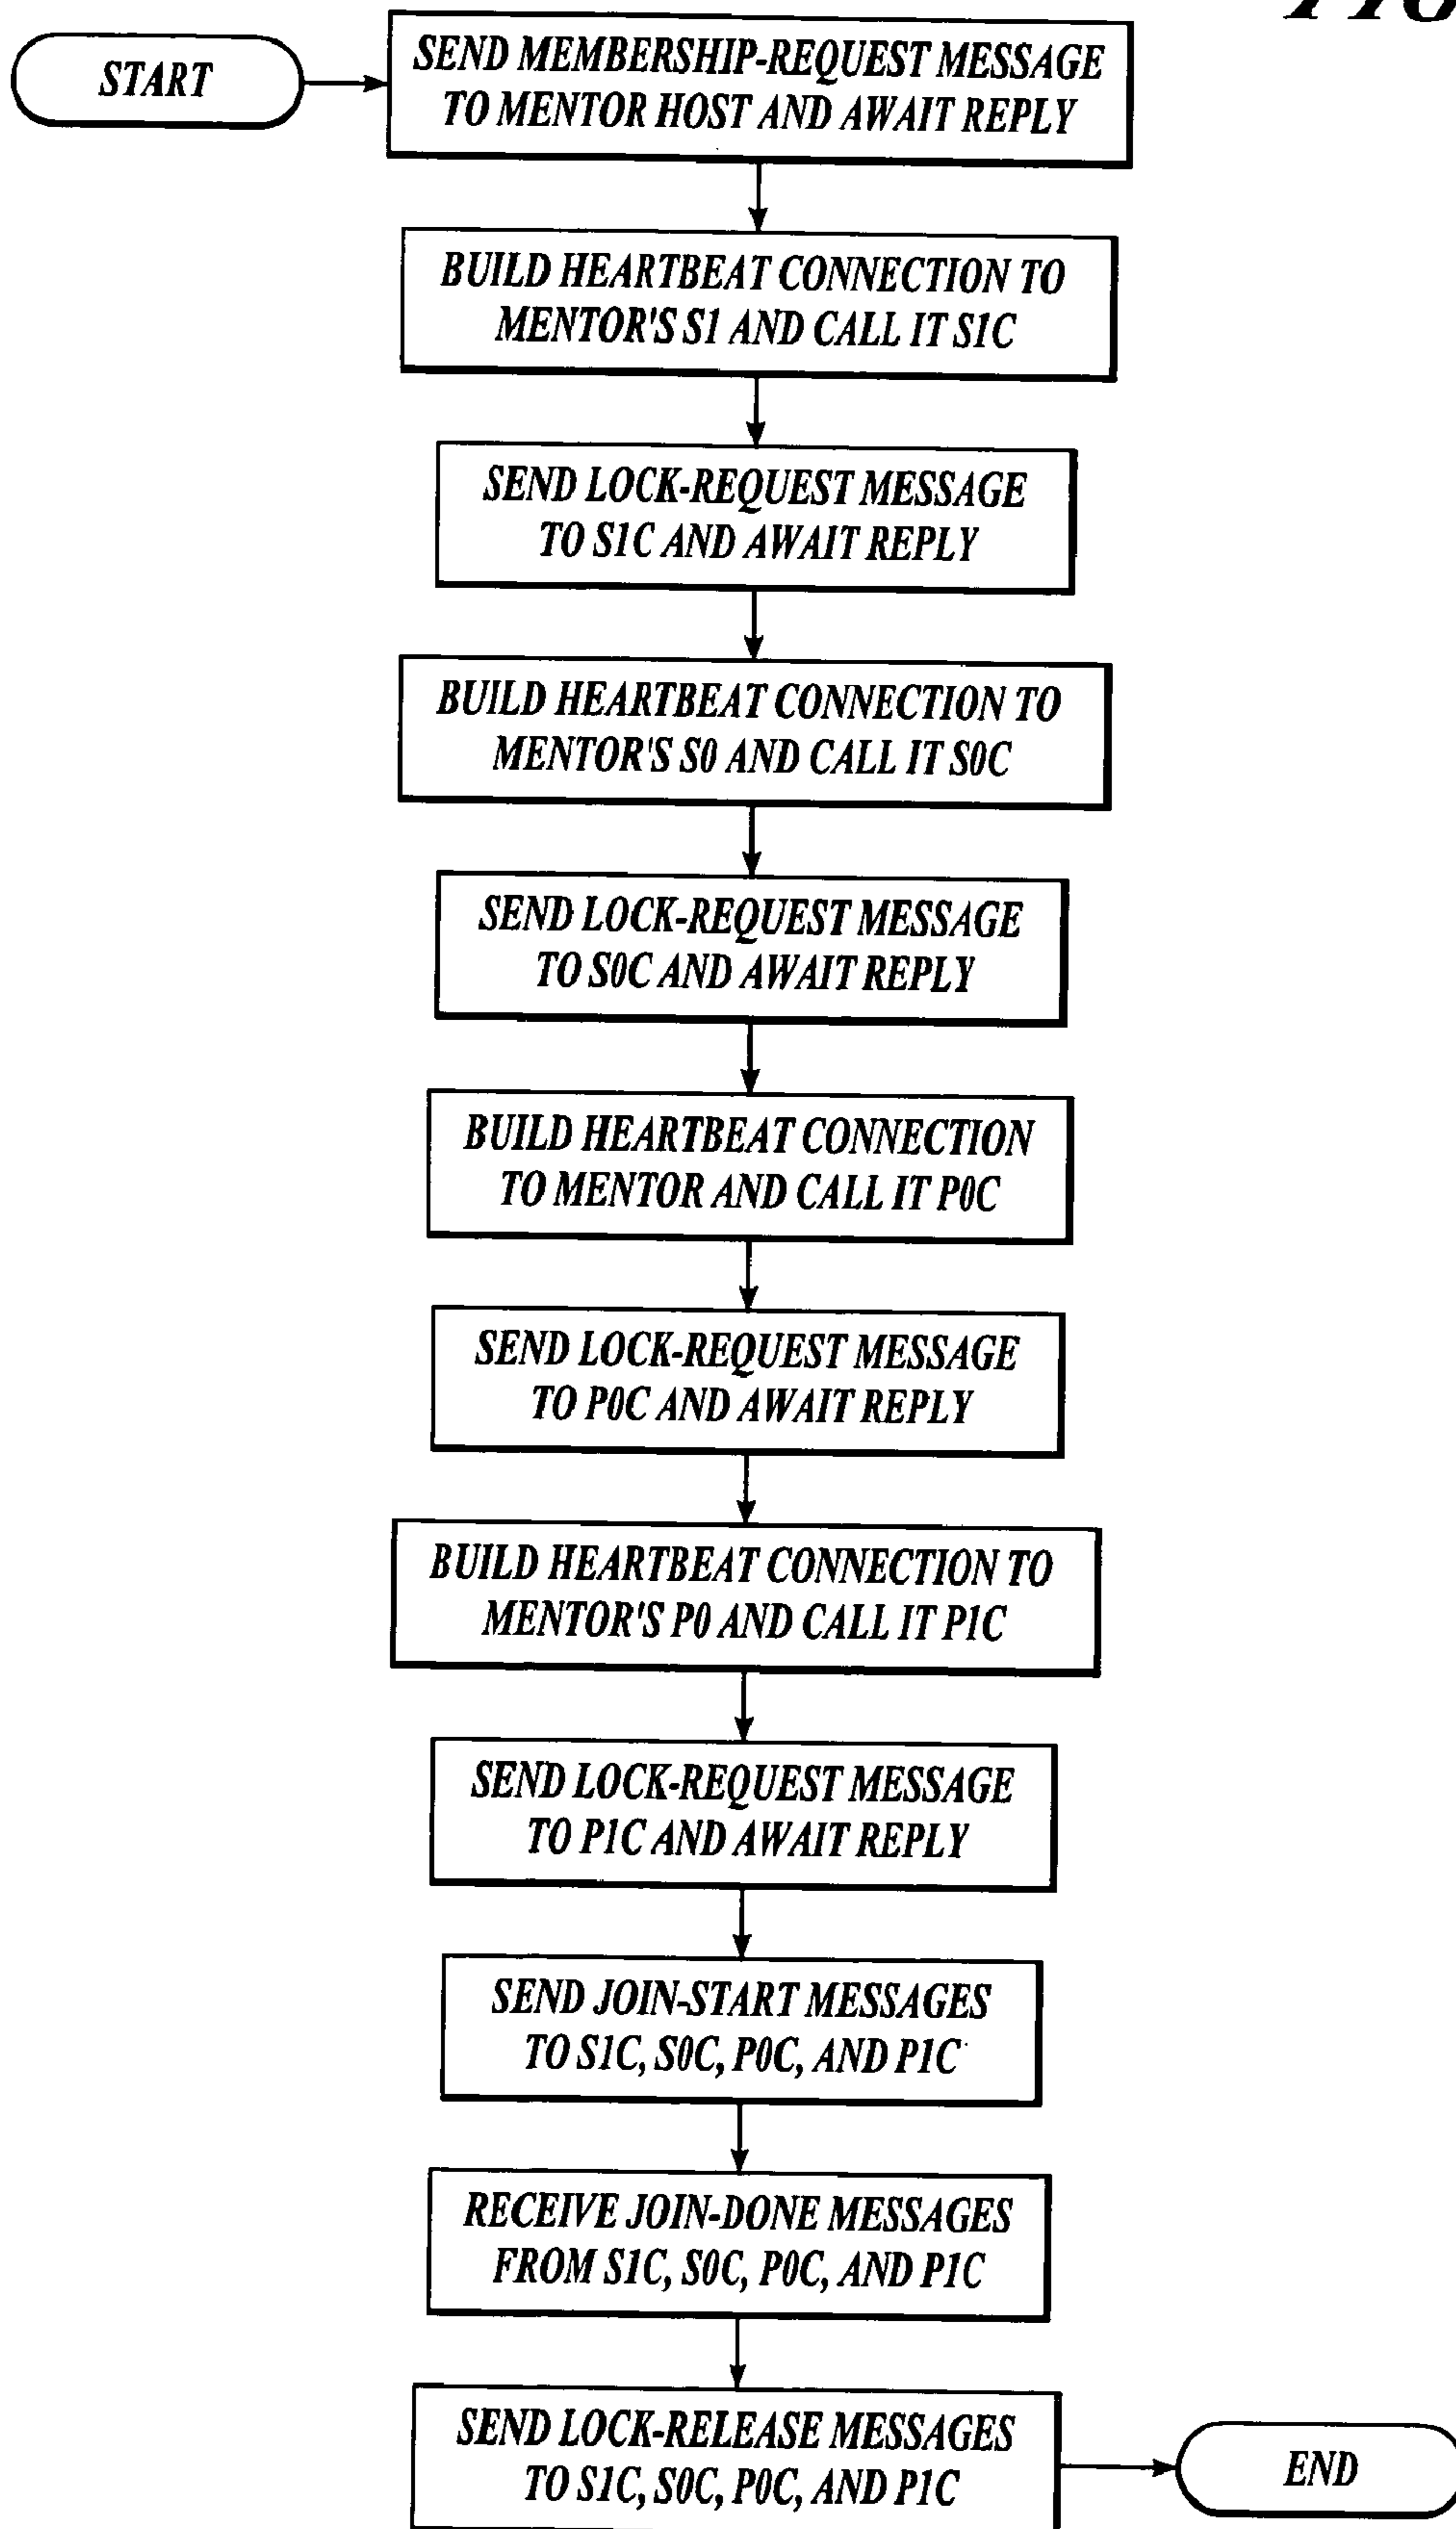 START
SEND MEMBERSHIP-REQUEST MESSAGE
TO MENTOR HOST AND AWAIT REPLY
BUILD HEARTBEAT CONNECTION TO
MENTOR'S S1 AND CALL IT S1C
SEND LOCK-REQUEST MESSAGE
TO S1C AND AWAIT REPLY
BUILD HEARTBEAT CONNECTION TO
MENTOR'S S0 AND CALL IT S0C
SEND LOCK-REQUEST MESSAGE
TO S0C AND AWAIT REPLY
BUILD HEARTBEAT CONNECTION
TO MENTOR AND CALL IT P0C
SEND LOCK-REQUEST MESSAGE
TO P0C AND AWAIT REPLY
BUILD HEARTBEAT CONNECTION TO
MENTOR'S P0 AND CALL IT P1C
SEND LOCK-REQUEST MESSAGE
TO P1C AND AWAIT REPLY
SEND JOIN-START MESSAGES
TO S1C, S0C, P0C, AND P1C
RECEIVE JOIN-DONE MESSAGES
FROM S1C, S0C, P0C, AND P1C
SEND LOCK-RELEASE MESSAGES
TO S1C, S0C, P0C, AND P1C
END